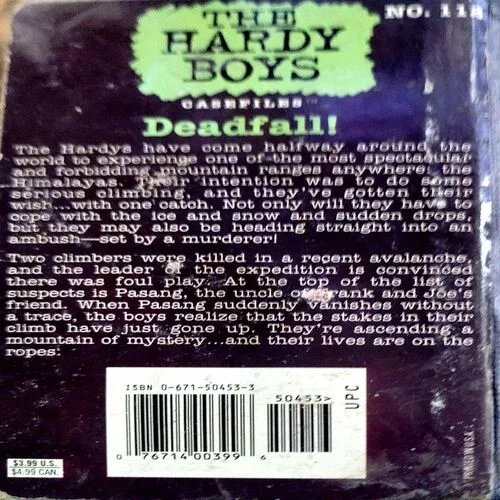 THE
HARDY
BOYS
NO. 112
CASEFILES™
Deadfall!
The Hardys have come halfway around the
world to experience one of the most spectacular
and forbidding mountain ranges anywhere, the
Himalayas. Their intention was to do some
serious climbing, and they've gotten their
wish...with one catch. Not only will they have to
cope with the ice and snow and sudden drops,
but they may also be heading straight into an
ambush—set by a murderer!
Two climbers were killed in a recent avalanche,
and the leader of the expedition is convinced
there was foul play. At the top of the list of
suspects is Pasang, the uncle of Frank and Joe's
friend. When Pasang suddenly vanishes without
a trace, the boys realize that the stakes in their
climb have just gone up. They're ascending a
mountain of mystery...and their lives are on the
ropes:
ISBN 0-671-50453-3
50453>
UPC
0 76714 00399 6
$3.99 U.S.
$4.99 CAN.